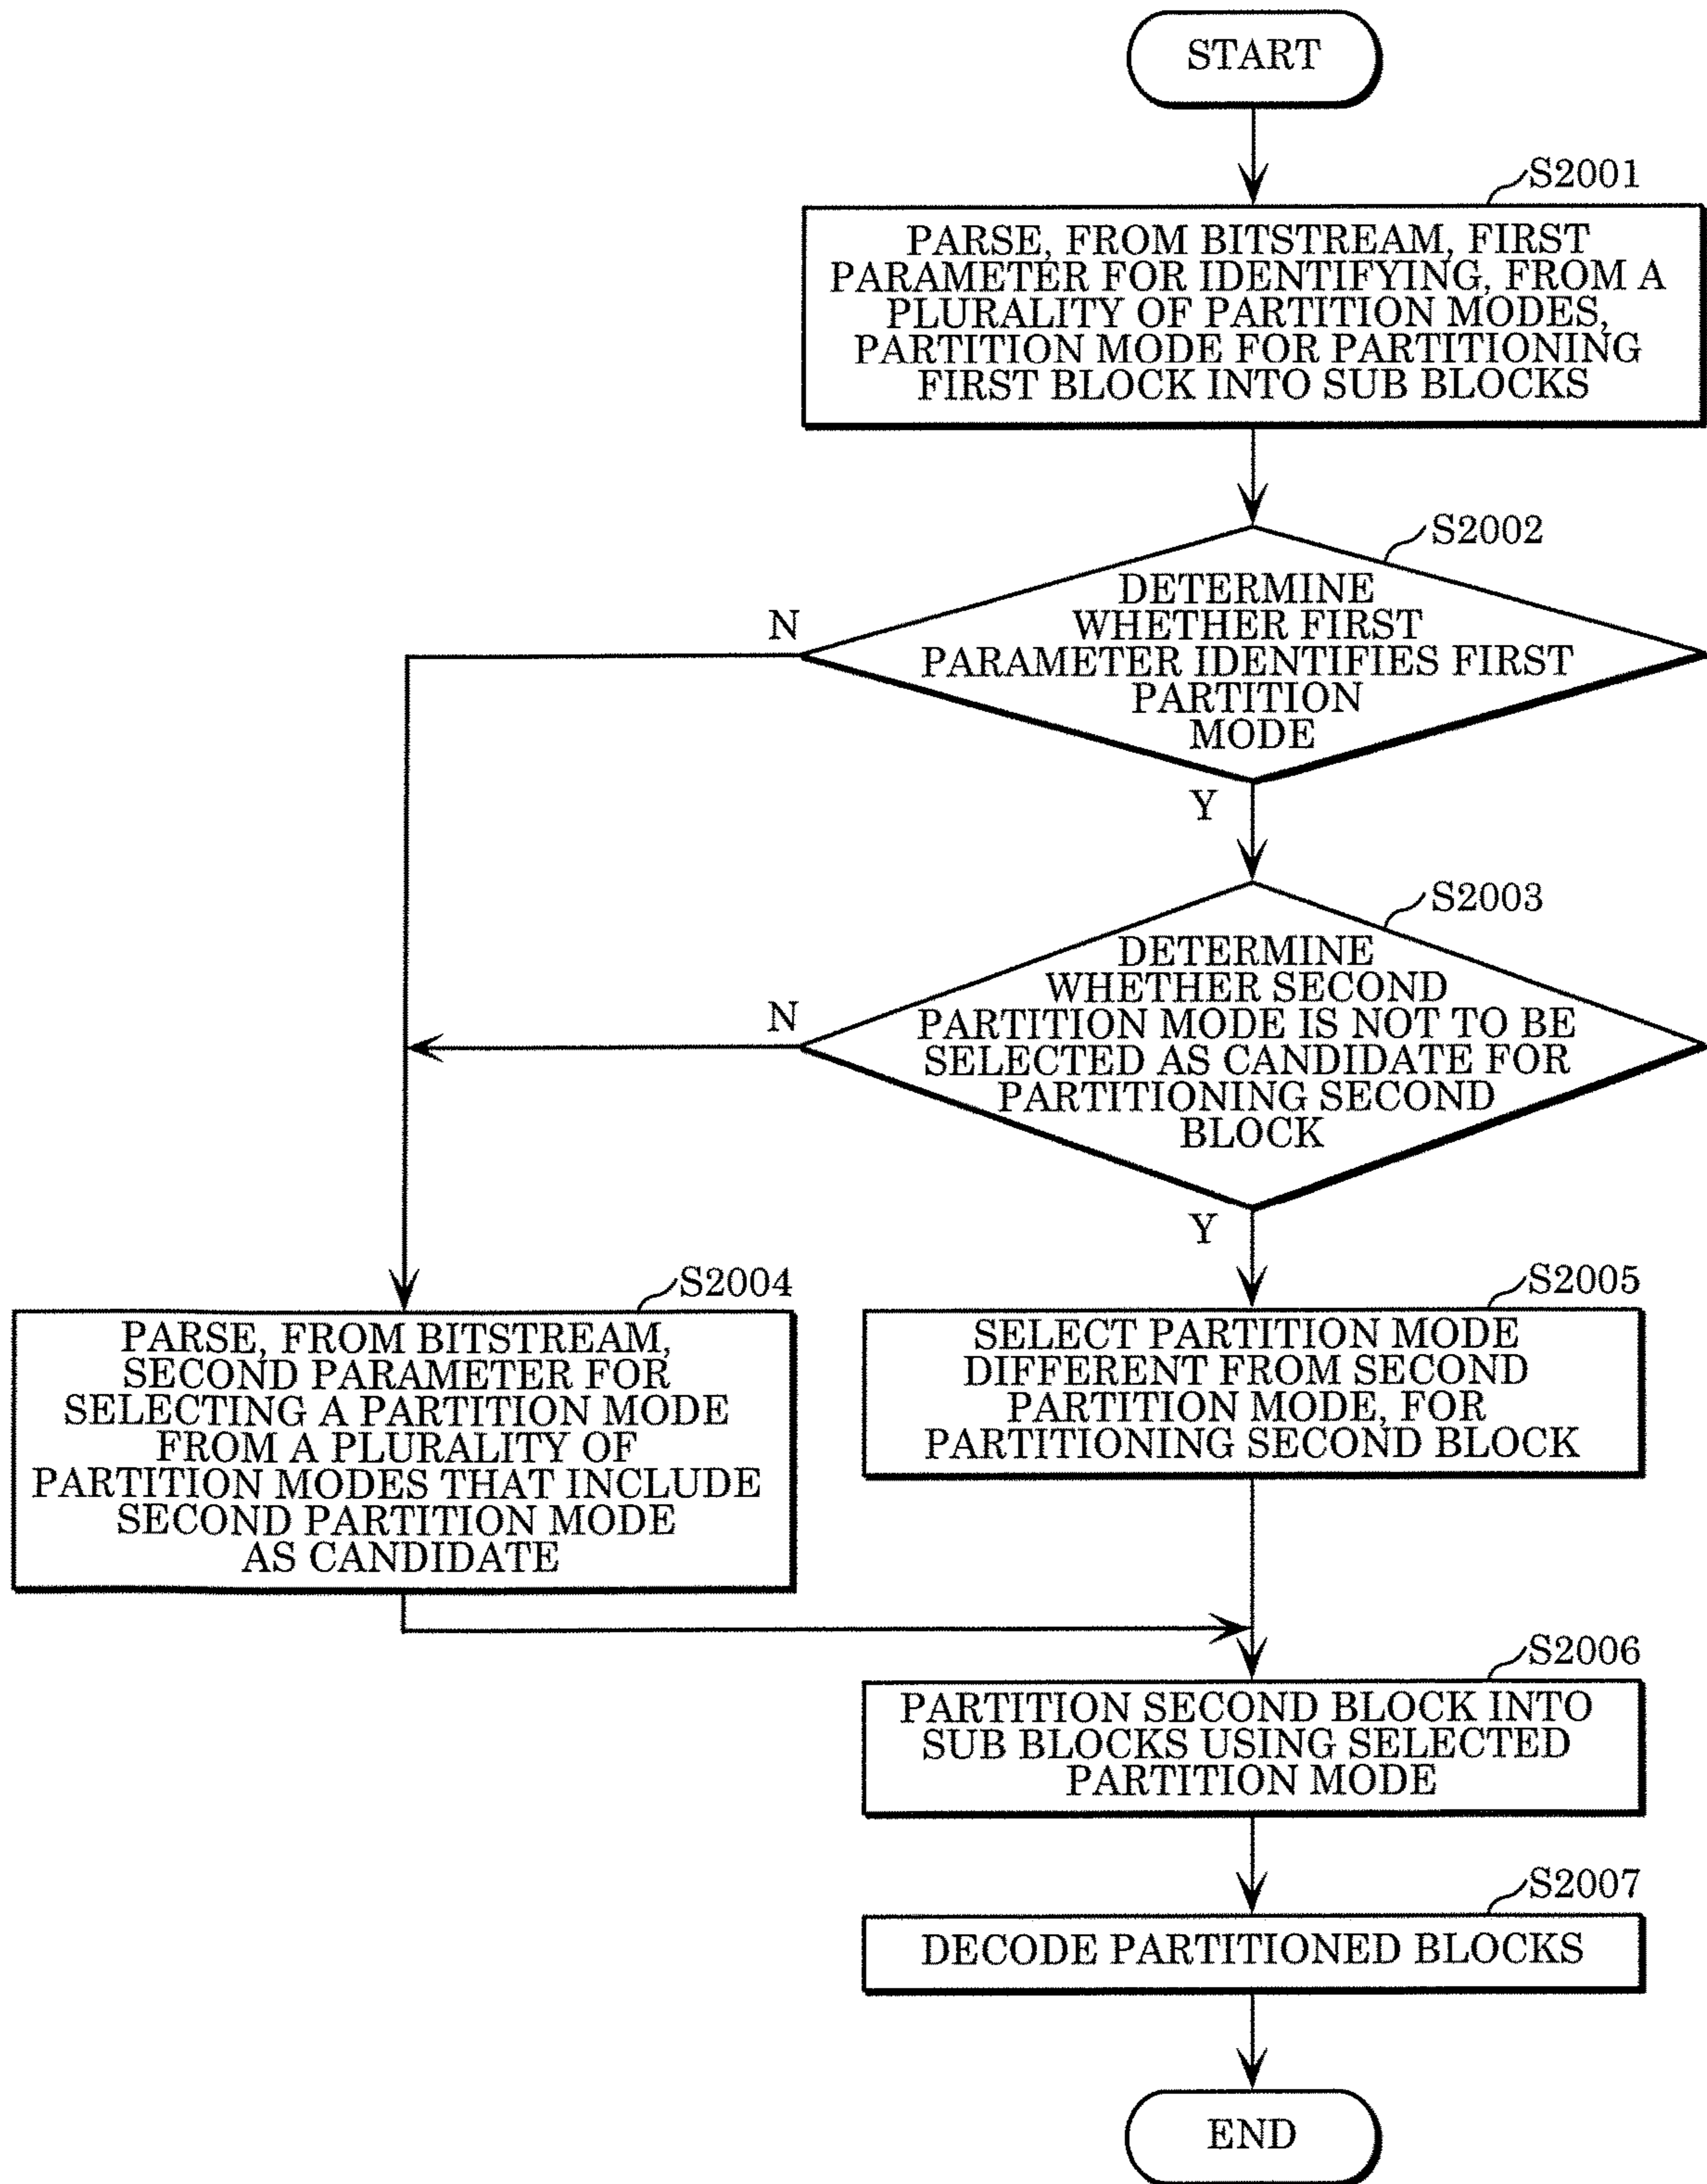 START
S2001
PARSE, FROM BITSTREAM, FIRST
PARAMETER FOR IDENTIFYING, FROM A
PLURALITY OF PARTITION MODES,
PARTITION MODE FOR PARTITIONING
FIRST BLOCK INTO SUB BLOCKS
S2002
DETERMINE
WHETHER FIRST
PARAMETER IDENTIFIES FIRST
PARTITION
MODE
N
Y
S2003
DETERMINE
WHETHER SECOND
PARTITION MODE IS NOT TO BE
SELECTED AS CANDIDATE FOR
PARTITIONING SECOND
BLOCK
N
Y
S2004
PARSE, FROM BITSTREAM,
SECOND PARAMETER FOR
SELECTING A PARTITION MODE
FROM A PLURALITY OF
PARTITION MODES THAT INCLUDE
SECOND PARTITION MODE
AS CANDIDATE
S2005
SELECT PARTITION MODE
DIFFERENT FROM SECOND
PARTITION MODE, FOR
PARTITIONING SECOND BLOCK
S2006
PARTITION SECOND BLOCK INTO
SUB BLOCKS USING SELECTED
PARTITION MODE
S2007
DECODE PARTITIONED BLOCKS
END